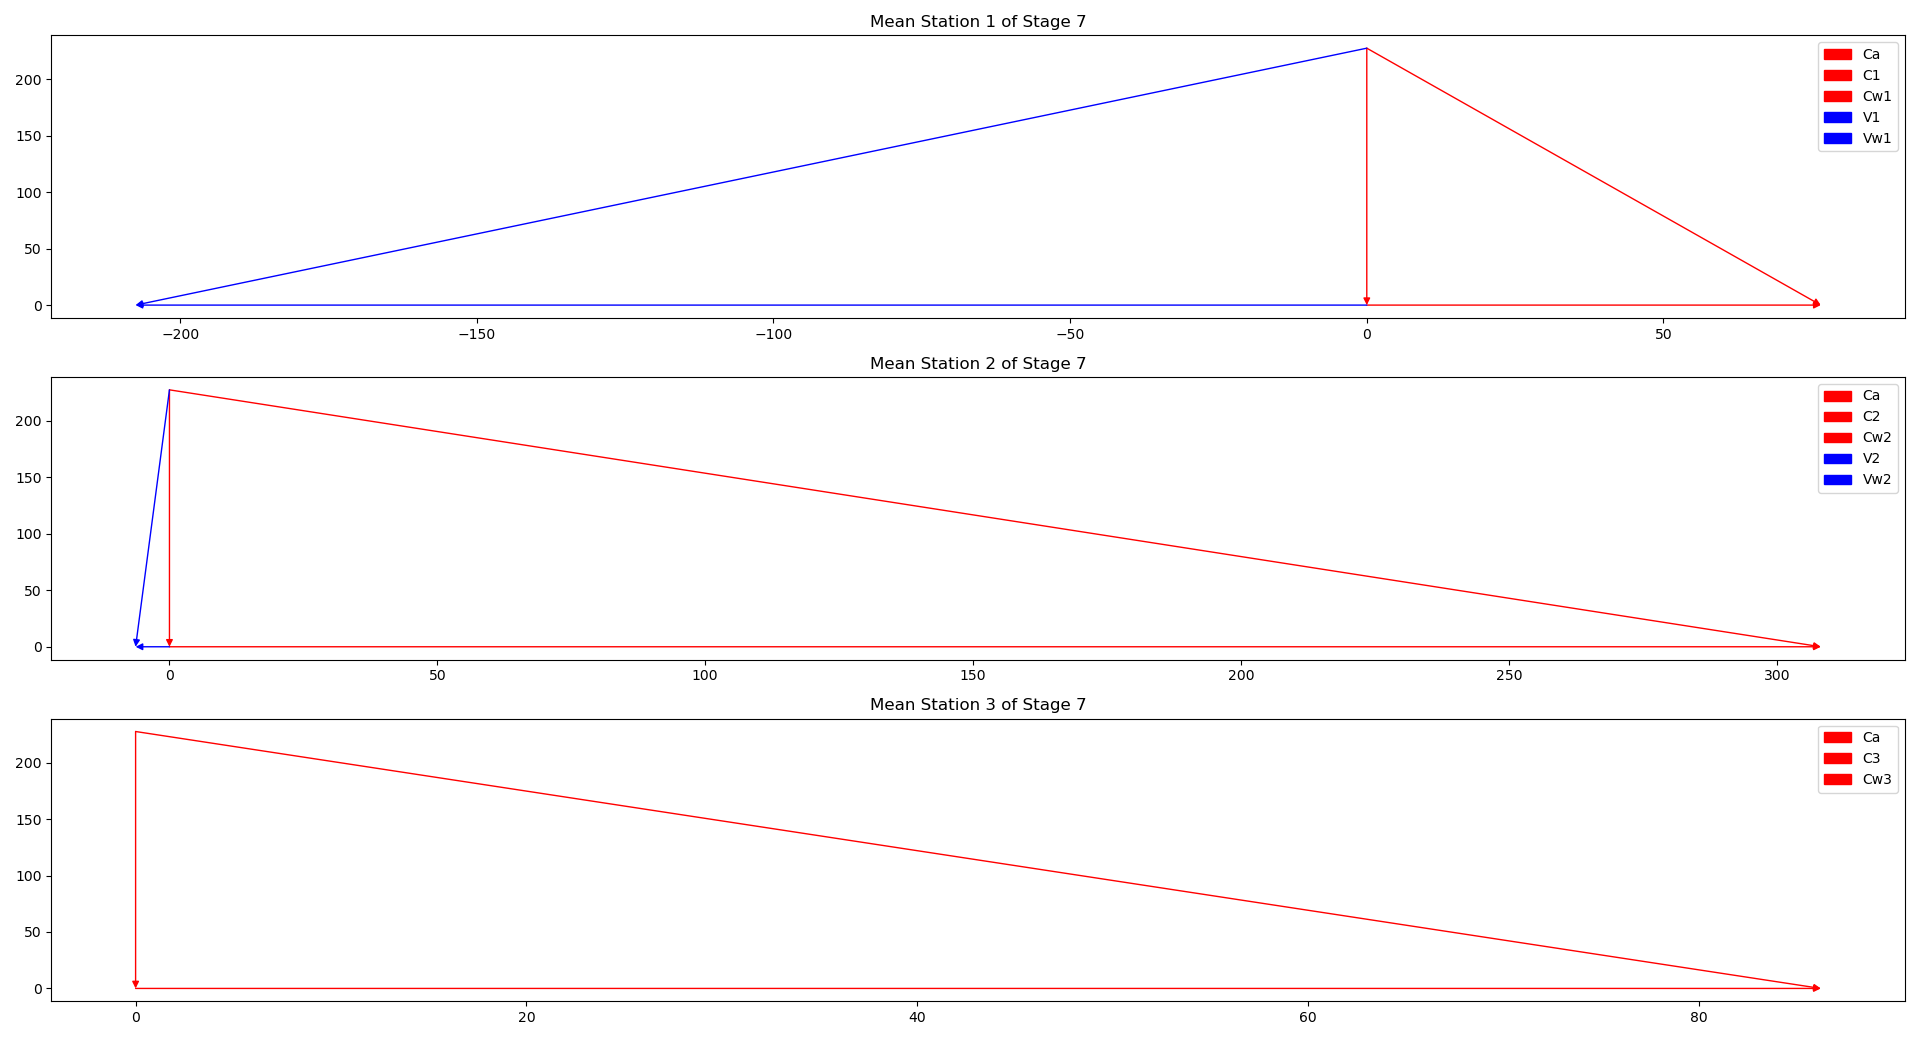 Mean Station 1 of Stage 7
200
150
100
50
0
−200
−150
−100
−50
0
50
Ca
C1
Cw1
V1
Vw1
Mean Station 2 of Stage 7
200
150
100
50
0
0
50
100
150
200
250
300
Ca
C2
Cw2
V2
Vw2
Mean Station 3 of Stage 7
200
150
100
50
0
0
20
40
60
80
Ca
C3
Cw3